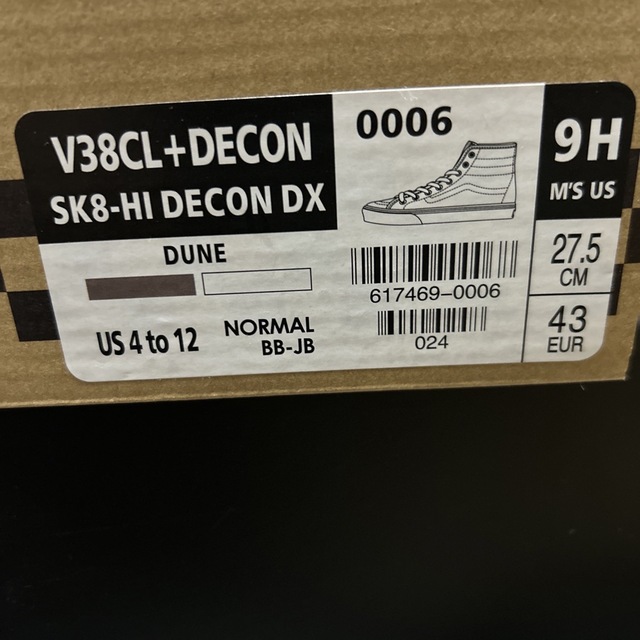 V38CL+DECON
SK8-HI DECON DX
0006
9H
M'S US
DUNE
27.5
CM
617469-0006
US 4 to 12
NORMAL
BB-JB
024
43
EUR